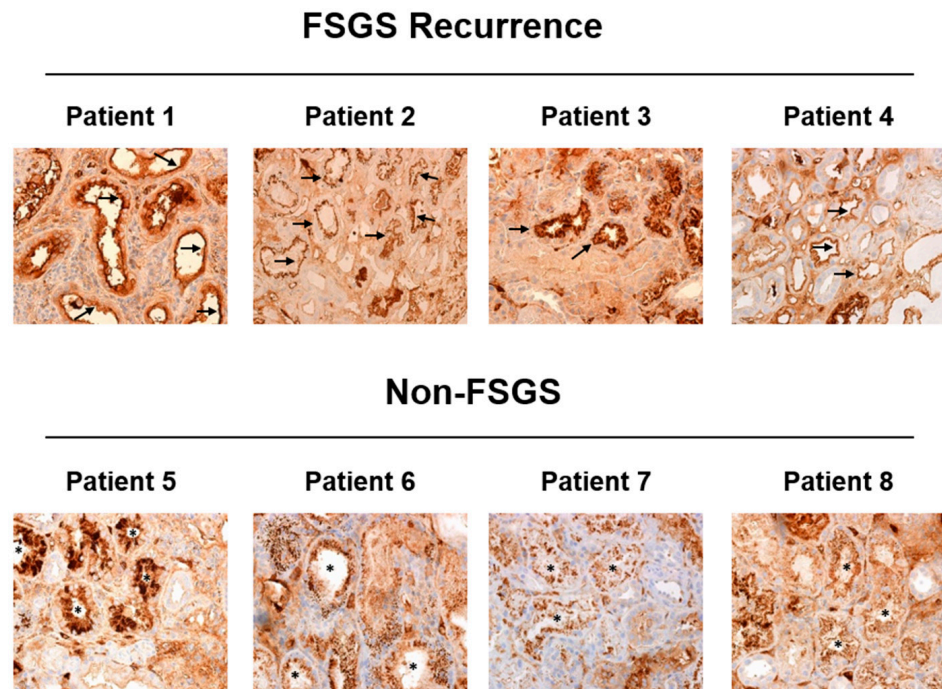 FSGS Recurrence
Patient 1 Patient 2 Patient 3 Patient 4
Non-FSGS
Patient 5 Patient 6 Patient 7 Patient 8